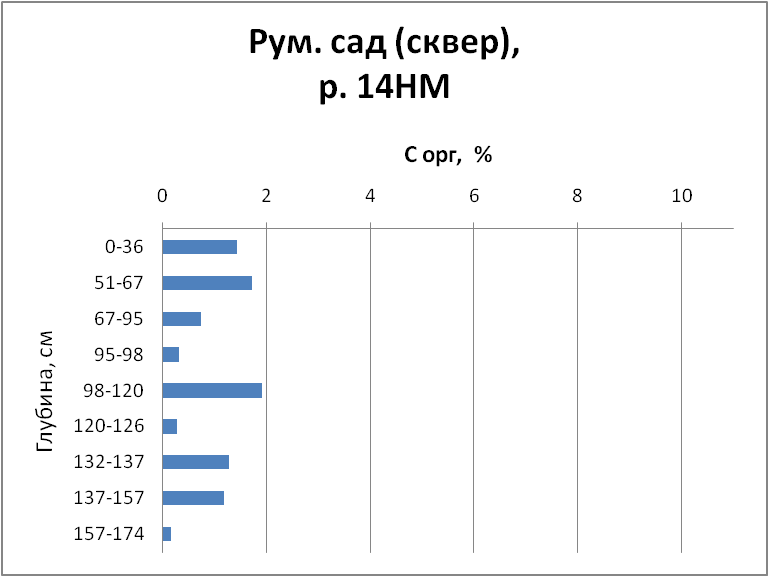 Рум. сад (сквер),
р. 14НМ
С орг,  %
0 2 4 6 8 10
Глубина, см
0-36
51-67
67-95
95-98
98-120
120-126
132-137
137-157
157-174